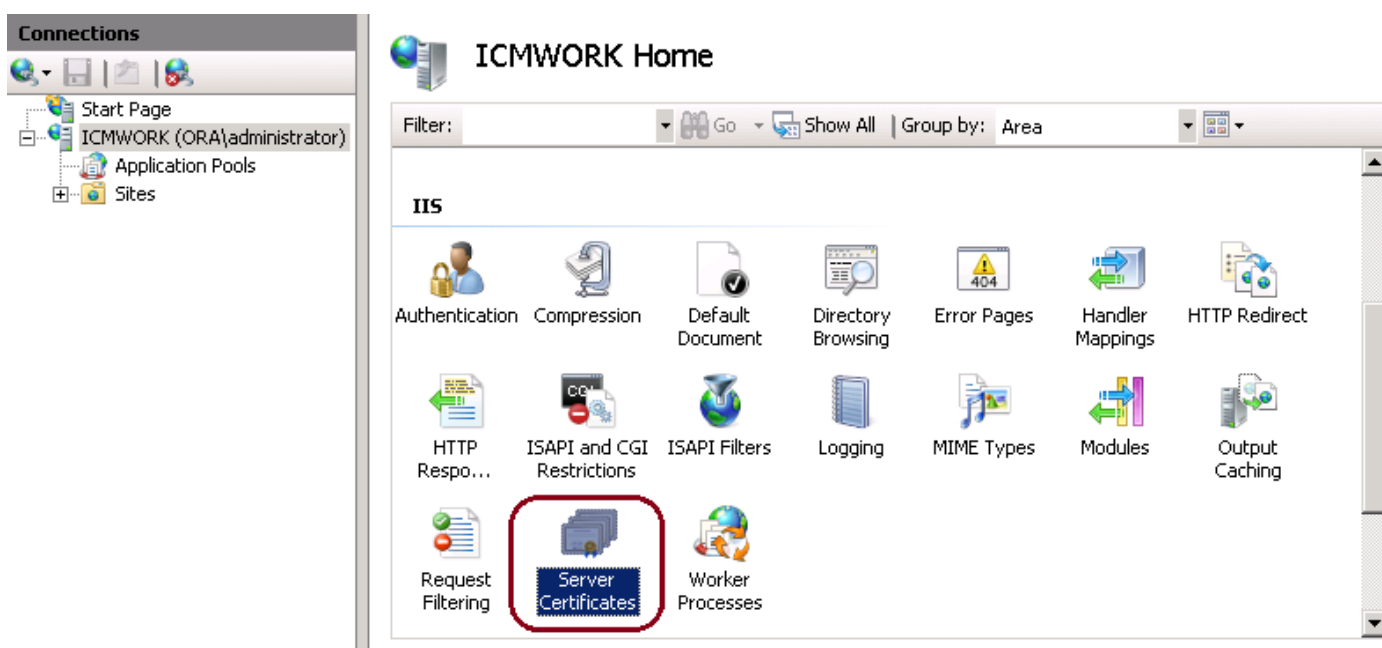 Connections
Start Page
ICMWORK (ORA\administrator)
Application Pools
Sites
ICMWORK Home
Filter: Go Show All Group by: Area
IIS
Authentication
Compression
Default
Document
Directory
Browsing
404
Error Pages
Handler
Mappings
HTTP Redirect
HTTP
Respo...
CGI
ISAPI and CGI
Restrictions
ISAPI Filters
Logging
MIME Types
Modules
Output
Caching
Request
Filtering
Server
Certificates
Worker
Processes